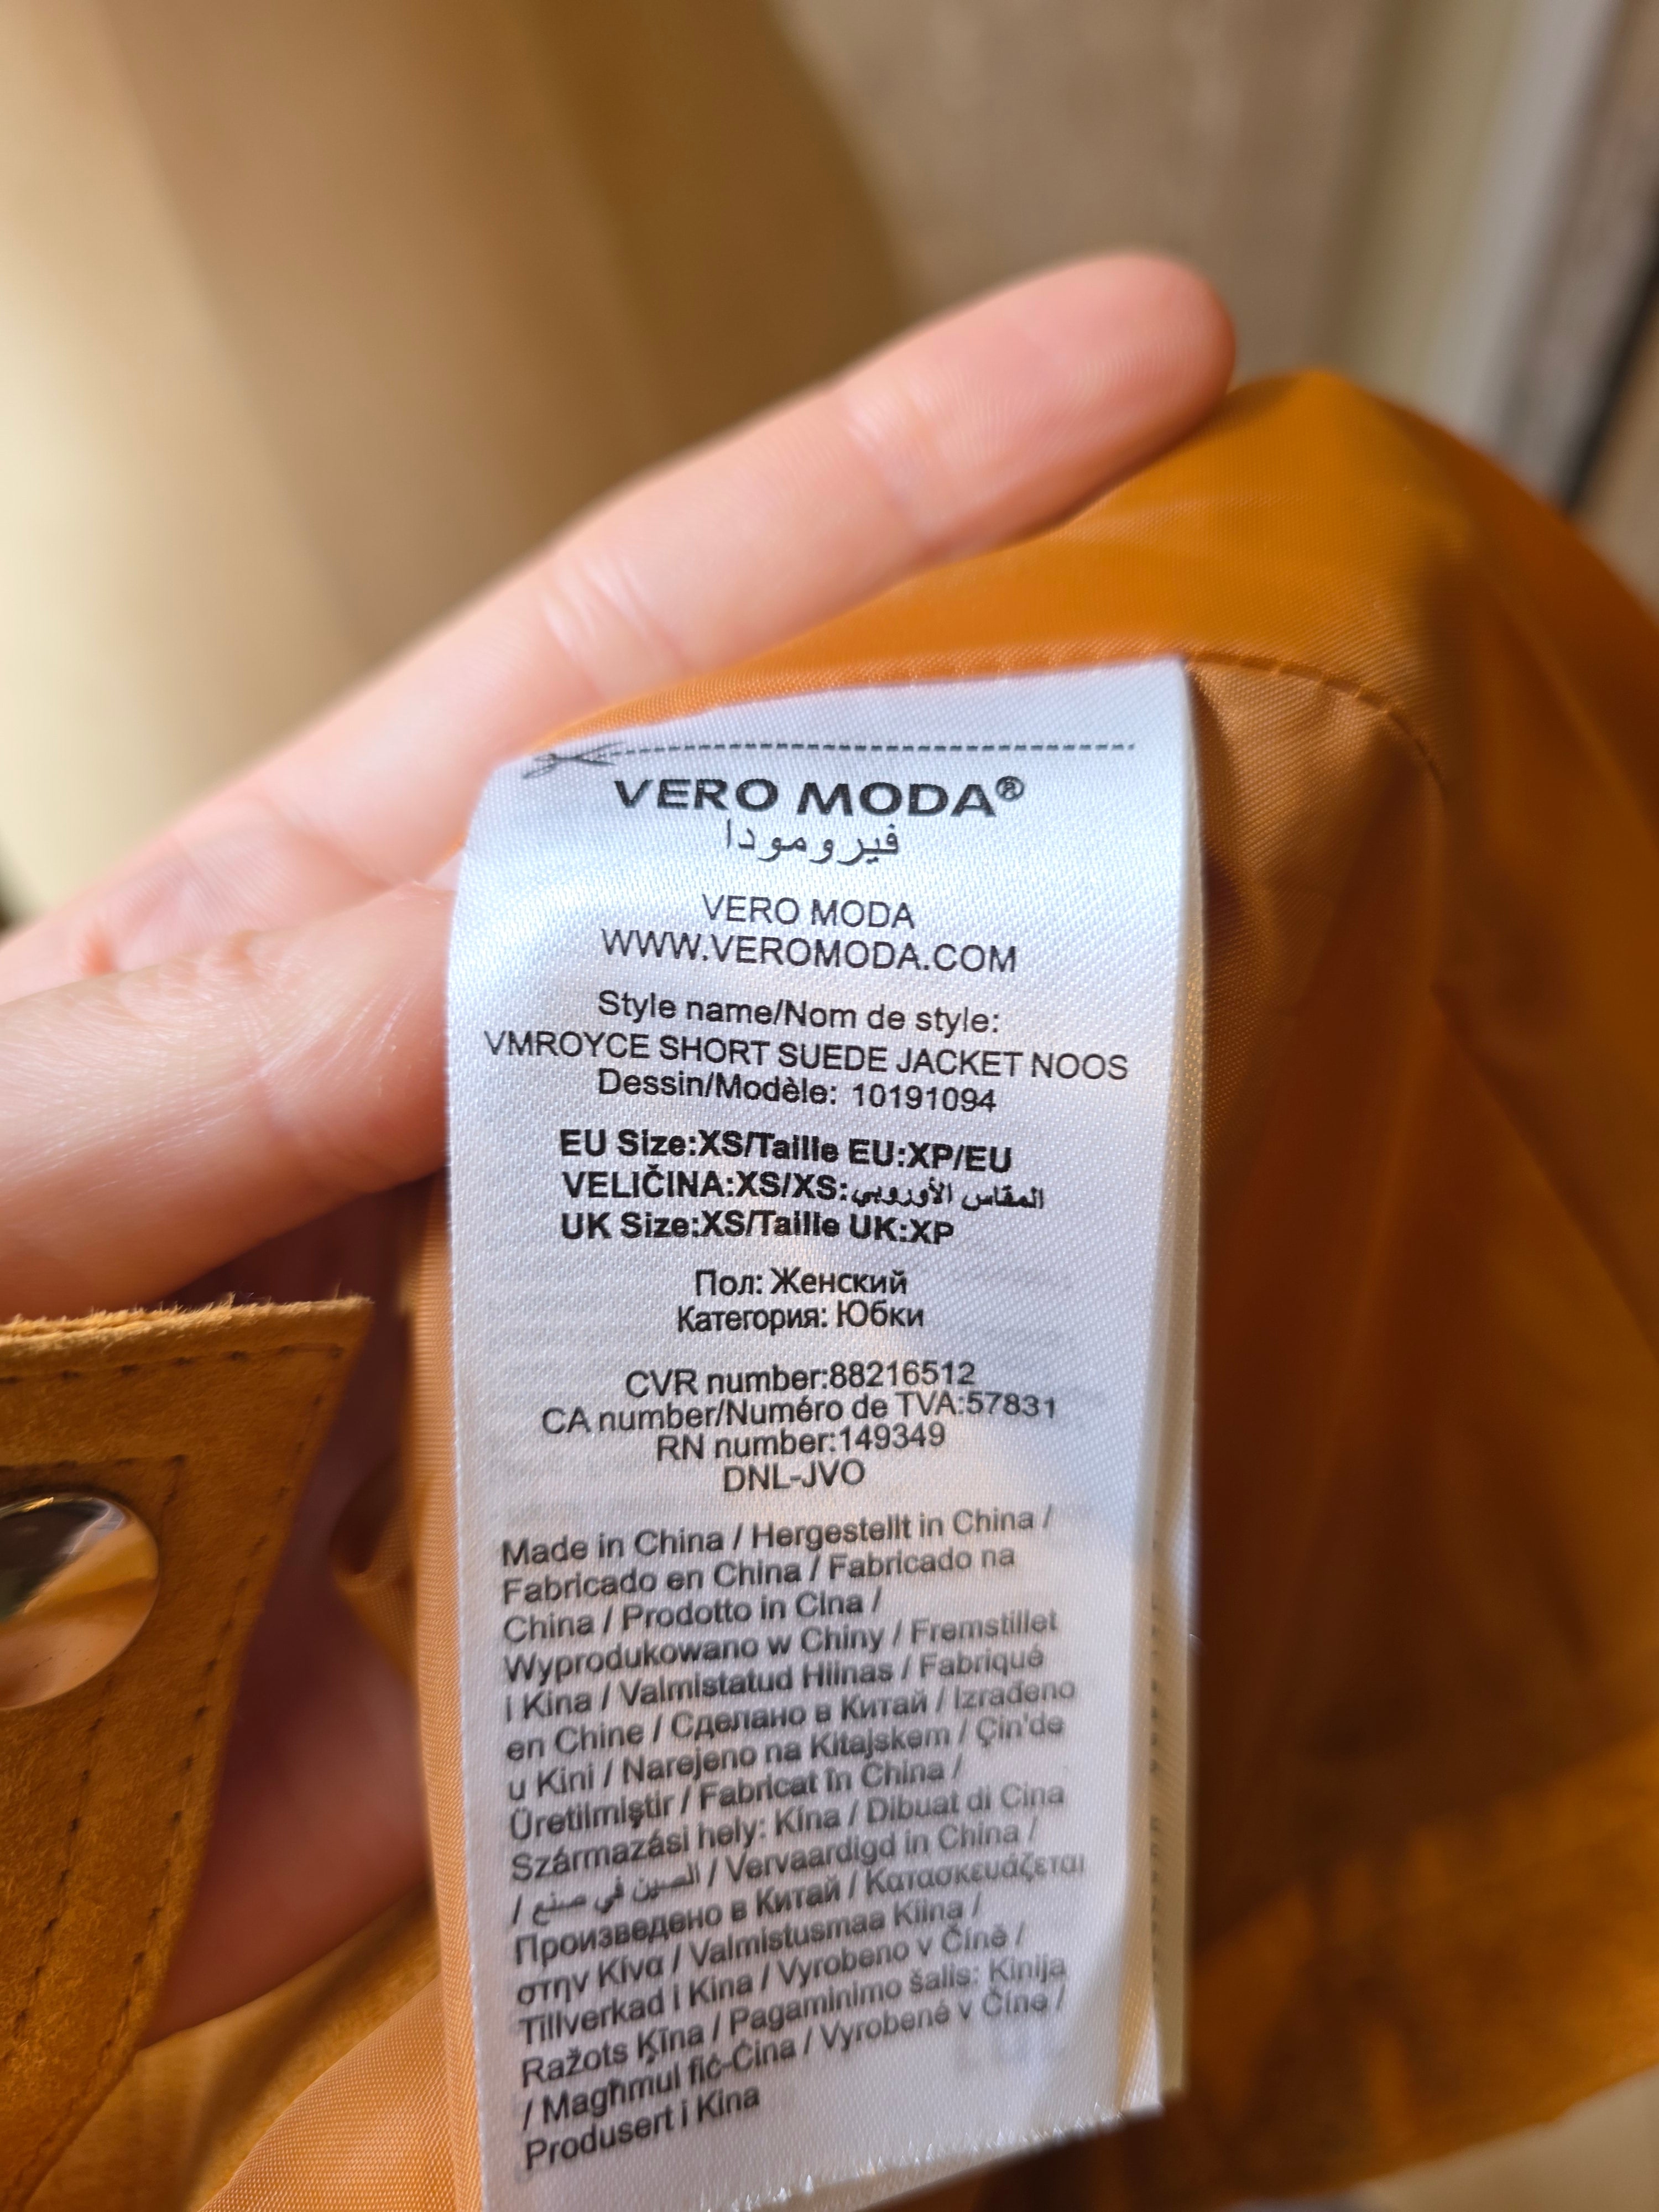 VERO MODA®
فيرومودا
VERO MODA
WWW.VEROMODA.COM
Style name/Nom de style:
VMROYCE SHORT SUEDE JACKET NOOS
Dessin/Modèle: 10191094
EU Size:XS/Taille EU:XP/EU
VELIČINA:XS/XS:المقاس الأوروبي
UK Size:XS/Taille UK:XP
Пол: Женский
Категория: Юбки
CVR number:88216512
CA number/Numéro de TVA:57831
RN number:149349
DNL-JVO
Made in China / Hergestellt in China /
Fabricado en China / Fabricado na
China / Prodotto in Cina /
Wyprodukowano w Chiny / Fremstillet
i Kina / Valmistatud Hiinas / Fabriqué
en Chine / Сделано в Китай / Izrađeno
u Kini / Narejeno na Kitajskem / Çin'de
Üretilmiştir / Fabricat în China /
Származási hely: Kína / Dibuat di Cina
/ الصين في صنع / Vervaardigd in China /
Произведено в Китай / Κατασκευάζεται
στην Κίνα / Valmistusmaa Kiina /
Tillverkad i Kina / Vyrobeno v Číně /
Ražots Ķīna / Pagaminimo šalis: Kinija
/ Magħmul fiċ-Ċina / Vyrobené v Číne /
Produsert i Kina